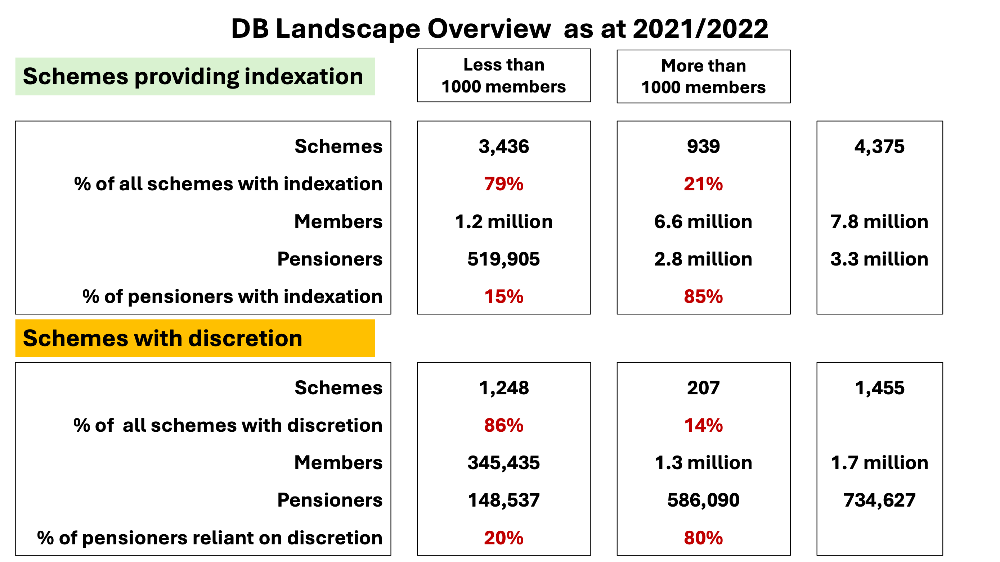 DB Landscape Overview  as at 2021/2022
Schemes providing indexation
Less than
1000 members
More than
1000 members
Schemes 3,436 939 4,375
% of all schemes with indexation 79% 21%
Members 1.2 million 6.6 million 7.8 million
Pensioners 519,905 2.8 million 3.3 million
% of pensioners with indexation 15% 85%
Schemes with discretion
Schemes 1,248 207 1,455
% of  all schemes with discretion 86% 14%
Members 345,435 1.3 million 1.7 million
Pensioners 148,537 586,090 734,627
% of pensioners reliant on discretion 20% 80%